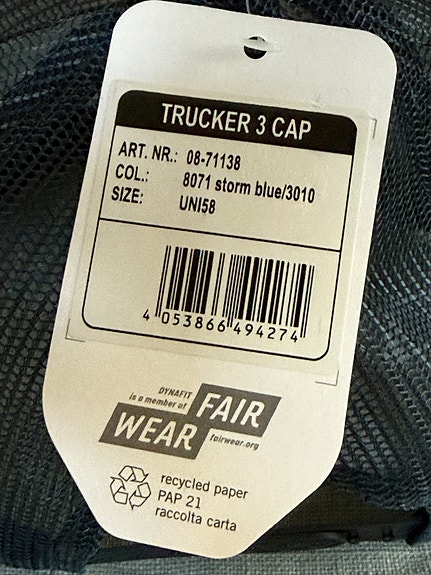 TRUCKER 3 CAP
ART. NR.: 08-71138
COL.: 8071 storm blue/3010
SIZE: UNI58
4 053866 494274
DYNAFIT
is a member of
FAIR
WEAR
fairwear.org
recycled paper
PAP 21
raccolta carta